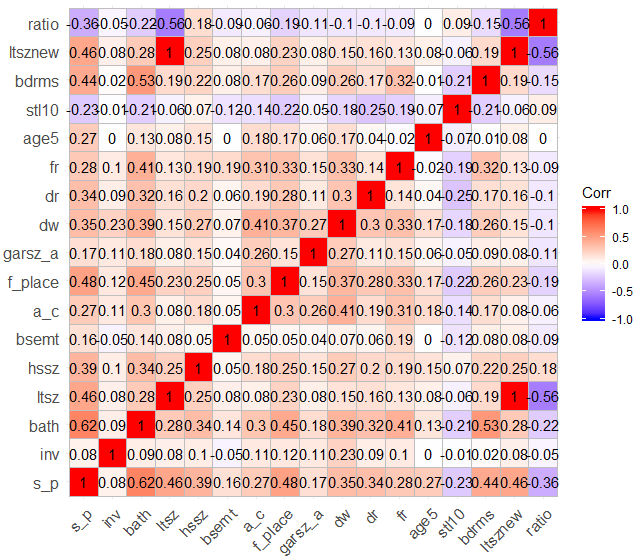 ratio -0.36 -0.05 -0.22 -0.56 0.18 -0.09 -0.06 -0.19 -0.11 -0.1 -0.1 -0.09 0 0.09 -0.15 -0.56 1
ltsznew 0.46 0.08 0.28 1 0.25 0.08 0.08 0.23 0.08 0.15 0.16 0.13 0.08 -0.06 0.19 1 -0.56
bdrms 0.44 0.02 0.53 0.19 0.22 0.08 0.17 0.26 0.09 0.26 0.17 0.32 -0.01 -0.21 1 0.19 -0.15
stl10 -0.23 -0.01 -0.21 -0.06 -0.07 -0.12 -0.14 -0.22 -0.05 -0.18 -0.25 -0.19 -0.07 1 -0.21 -0.06 0.09
age5 0.27 0 0.13 0.08 0.15 0 0.18 0.17 0.06 0.17 0.04 -0.02 1 -0.07 -0.01 0.08 0
fr 0.28 0.1 0.41 0.13 0.19 0.19 0.31 0.33 0.15 0.33 0.14 1 -0.02 -0.19 0.32 0.13 -0.09
dr 0.34 0.09 0.32 0.16 0.2 0.06 0.19 0.28 0.11 0.3 1 0.14 0.04 -0.25 0.17 0.16 -0.1
dw 0.35 0.23 0.39 0.15 0.27 0.07 0.41 0.37 0.27 1 0.3 0.33 0.17 -0.18 0.26 0.15 -0.1
garsz_a 0.17 0.11 0.18 0.08 0.15 0.04 0.26 0.15 1 0.27 0.11 0.15 0.06 -0.05 0.09 0.08 -0.11
f_place 0.48 0.12 0.45 0.23 0.25 0.05 0.3 1 0.15 0.37 0.28 0.33 0.17 -0.22 0.26 0.23 -0.19
a_c 0.27 0.11 0.3 0.08 0.18 0.05 1 0.3 0.26 0.41 0.19 0.31 0.18 -0.14 0.17 0.08 -0.06
bsemt 0.16 -0.05 0.14 0.08 0.05 1 0.05 0.05 0.04 0.07 0.06 0.19 0 -0.12 0.08 0.08 -0.09
hssz 0.39 0.1 0.34 0.25 1 0.05 0.18 0.25 0.15 0.27 0.2 0.19 0.15 -0.07 0.22 0.25 0.18
ltsz 0.46 0.08 0.28 1 0.25 0.08 0.08 0.23 0.08 0.15 0.16 0.13 0.08 -0.06 0.19 1 -0.56
bath 0.62 0.09 1 0.28 0.34 0.14 0.3 0.45 0.18 0.39 0.32 0.41 0.13 -0.21 0.53 0.28 -0.22
inv 0.08 1 0.09 0.08 0.1 -0.05 0.11 0.12 0.11 0.23 0.09 0.1 0 -0.01 0.02 0.08 -0.05
s_p 1 0.08 0.62 0.46 0.39 0.16 0.27 0.48 0.17 0.35 0.34 0.28 0.27 -0.23 0.44 0.46 -0.36
s_p inv bath ltsz hssz bsemt a_c f_place garsz_a dw dr fr age5 stl10 bdrms ltsznew ratio
Corr
1.0
0.5
0.0
-0.5
-1.0